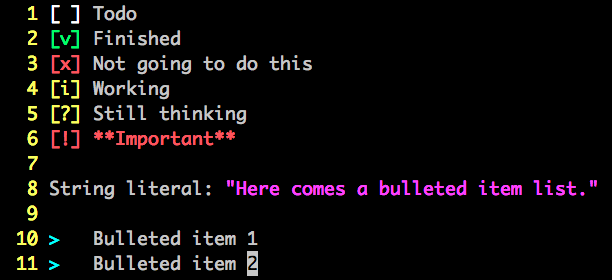 1 [ ] Todo
2 [v] Finished
3 [x] Not going to do this
4 [i] Working
5 [?] Still thinking
6 [!] **Important**
7
8 String literal: "Here comes a bulleted item list."
9
10 >   Bulleted item 1
11 >   Bulleted item 2